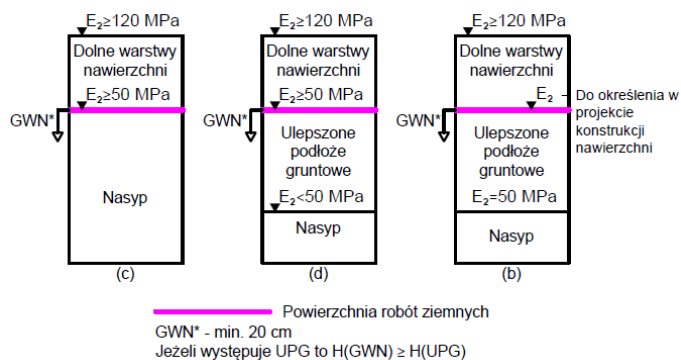 E₂≥120 MPa
Dolne warstwy
nawierzchni
E₂≥50 MPa
GWN*
Nasyp
(c)
E₂≥120 MPa
Dolne warstwy
nawierzchni
E₂≥50 MPa
GWN*
Ulepszone
podłoże
gruntowe
E₂<50 MPa
Nasyp
(d)
E₂≥120 MPa
Dolne warstwy
nawierzchni
E₂ – Do określenia w
projekcie
konstrukcji
nawierzchni
GWN*
Ulepszone
podłoże
gruntowe
E₂=50 MPa
Nasyp
(b)
Powierzchnia robót ziemnych
GWN* - min. 20 cm
Jeżeli występuje UPG to H(GWN) ≥ H(UPG)